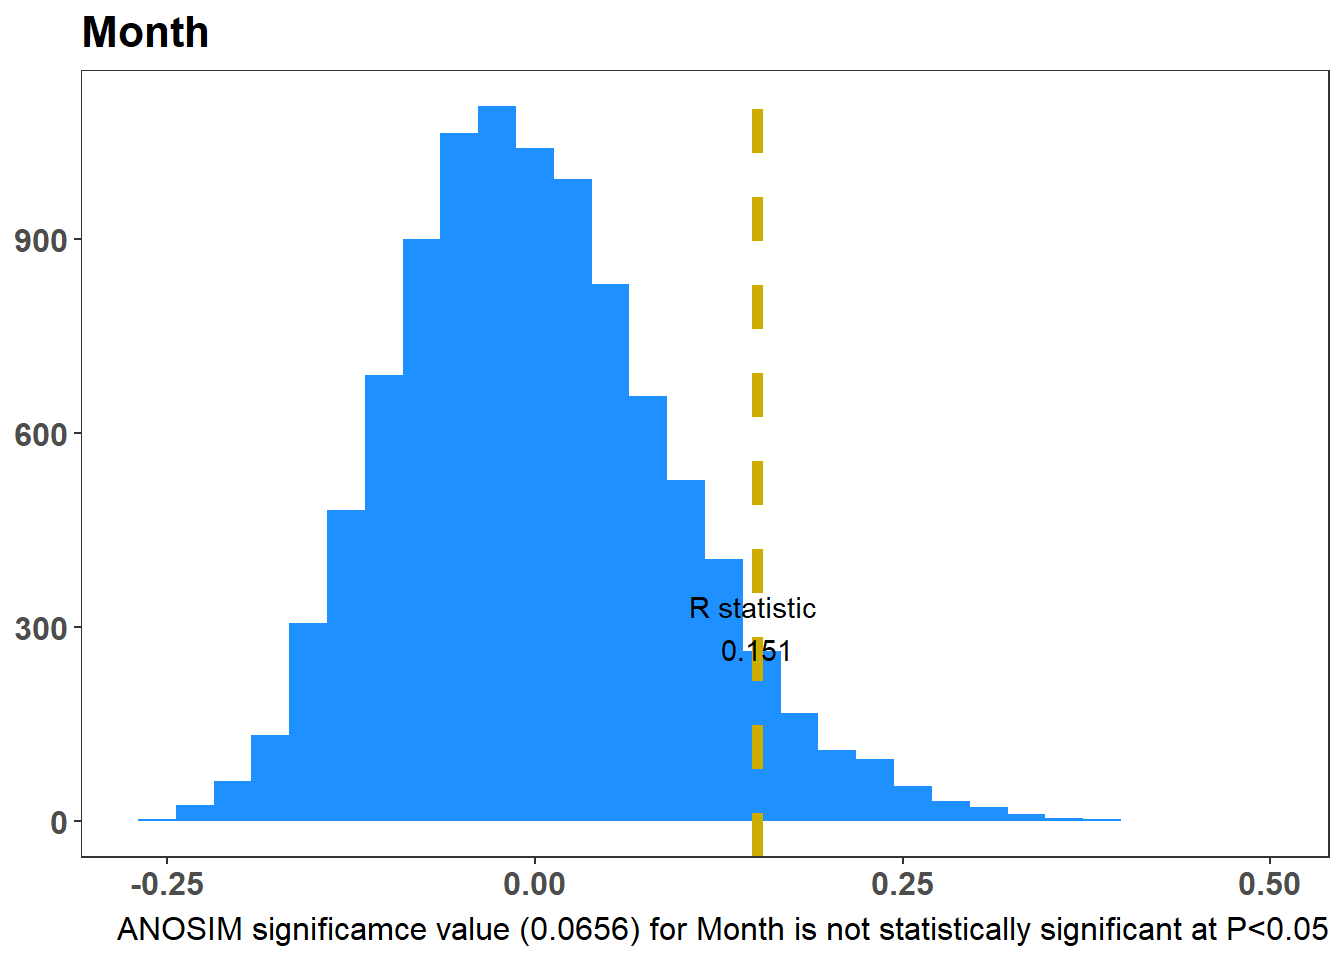 Month
900
600
300
0
R statistic
0.151
-0.25 0.00 0.25 0.50
ANOSIM significamce value (0.0656) for Month is not statistically significant at P<0.05